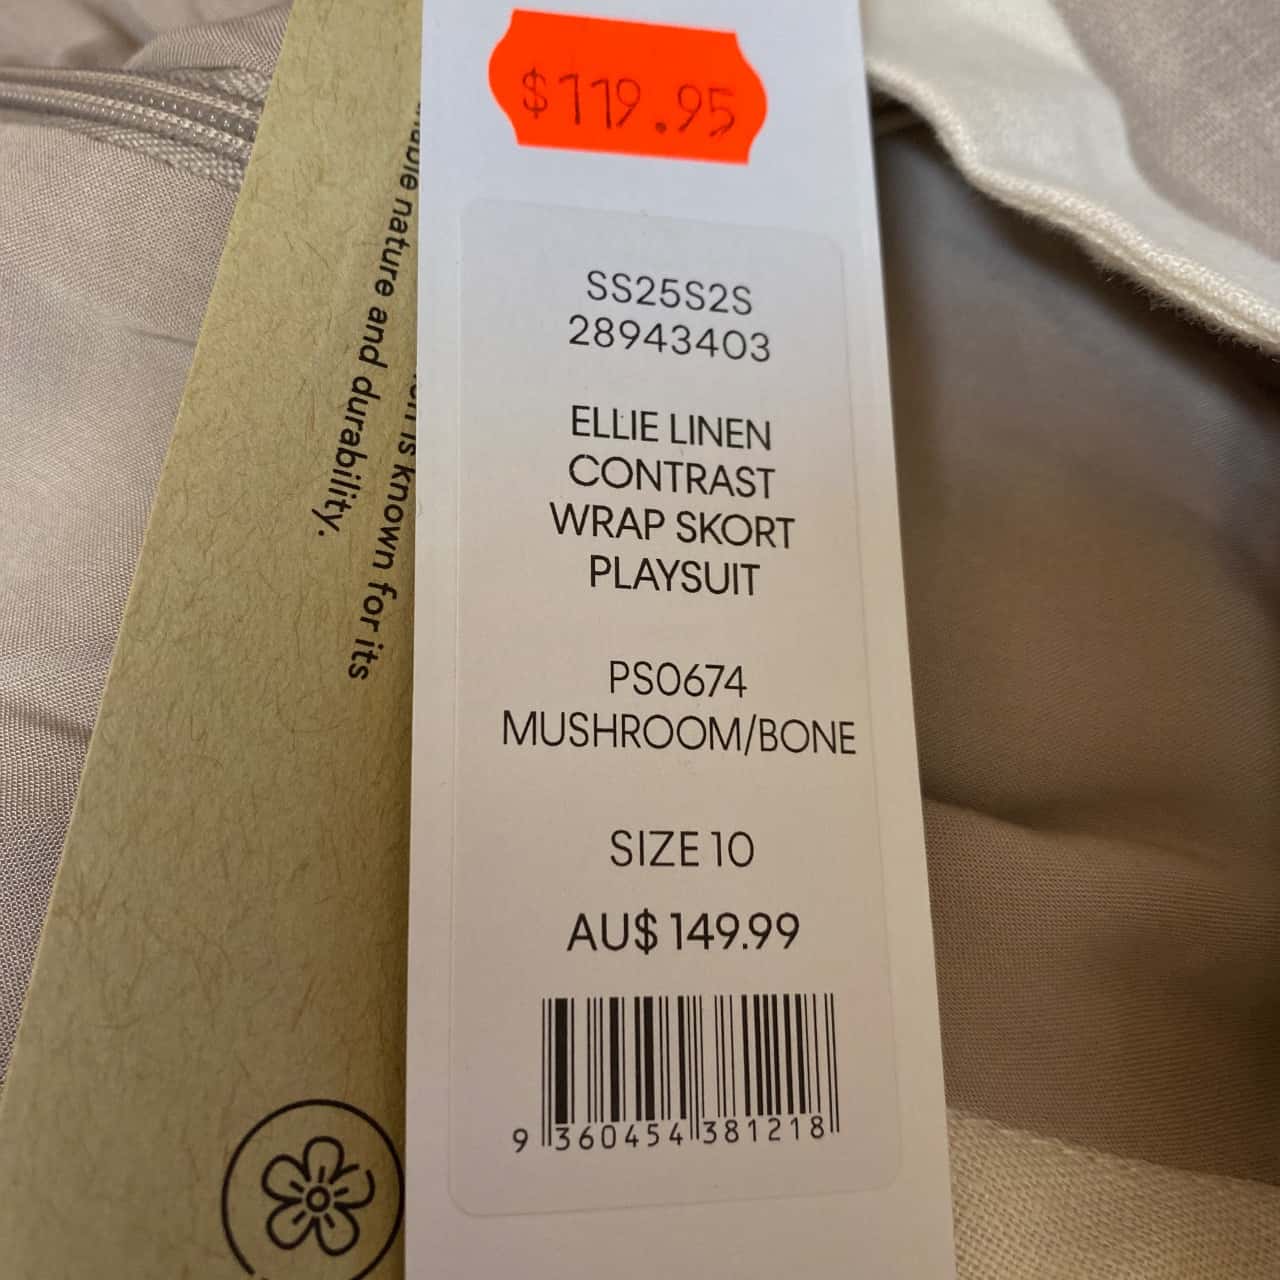 $119.95
SS25S2S
28943403
ELLIE LINEN
CONTRAST
WRAP SKORT
PLAYSUIT
PS0674
MUSHROOM/BONE
SIZE 10
AU$ 149.99
9 360454 381218
is known for its
nature and durability.